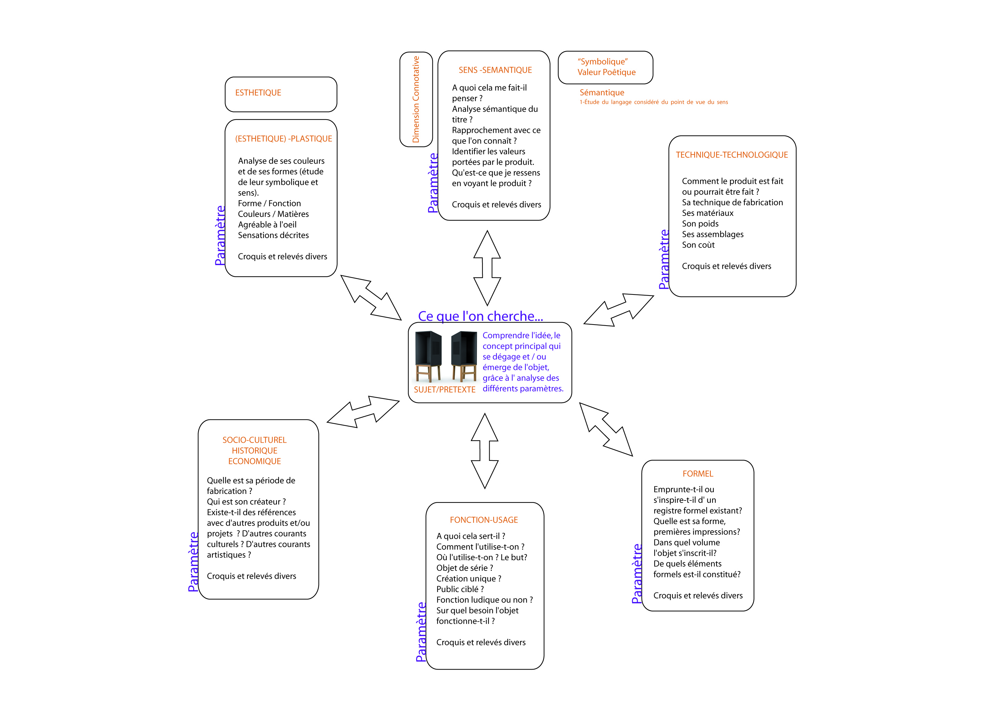 ESTHETIQUE
(ESTHETIQUE) -PLASTIQUE
Analyse de ses couleurs
et de ses formes (étude
de leur symbolique et
sens).
Forme / Fonction
Couleurs / Matières
Agréable à l'oeil
Sensations décrites
Croquis et relevés divers
Paramètre
Dimension Connotative
SENS -SEMANTIQUE
A quoi cela me fait-il
penser ?
Analyse sémantique du
titre ?
Rapprochement avec ce
que l'on connaît ?
Identifier les valeurs
portées par le produit.
Qu'est-ce que je ressens
en voyant le produit ?
Croquis et relevés divers
Paramètre
“Symbolique”
Valeur Poêtique
Sémantique
1-Étude du langage considéré du point de vue du sens
TECHNIQUE-TECHNOLOGIQUE
Comment le produit est fait
ou pourrait être fait ?
Sa technique de fabrication
Ses matériaux
Son poids
Ses assemblages
Son coùt
Croquis et relevés divers
Paramètre
Ce que l'on cherche...
Comprendre l'idée, le
concept principal qui
se dégage et / ou
émerge de l'objet,
grâce à l' analyse des
différents paramètres.
SUJET/PRETEXTE
SOCIO-CULTUREL
HISTORIQUE
ECONOMIQUE
Quelle est sa période de
fabrication ?
Qui est son créateur ?
Existe-t-il des références
avec d'autres produits et/ou
projets  ? D'autres courants
culturels ? D'autres courants
artistiques ?
Croquis et relevés divers
Paramètre
FONCTION-USAGE
A quoi cela sert-il ?
Comment l'utilise-t-on ?
Où l'utilise-t-on ? Le but?
Objet de série ?
Création unique ?
Public ciblé ?
Fonction ludique ou non ?
Sur quel besoin l'objet
fonctionne-t-il ?
Croquis et relevés divers
Paramètre
FORMEL
Emprunte-t-il ou
s'inspire-t-il d' un
registre formel existant?
Quelle est sa forme,
premières impressions?
Dans quel volume
l'objet s'inscrit-il?
De quels éléments
formels est-il constitué?
Croquis et relevés divers
Paramètre